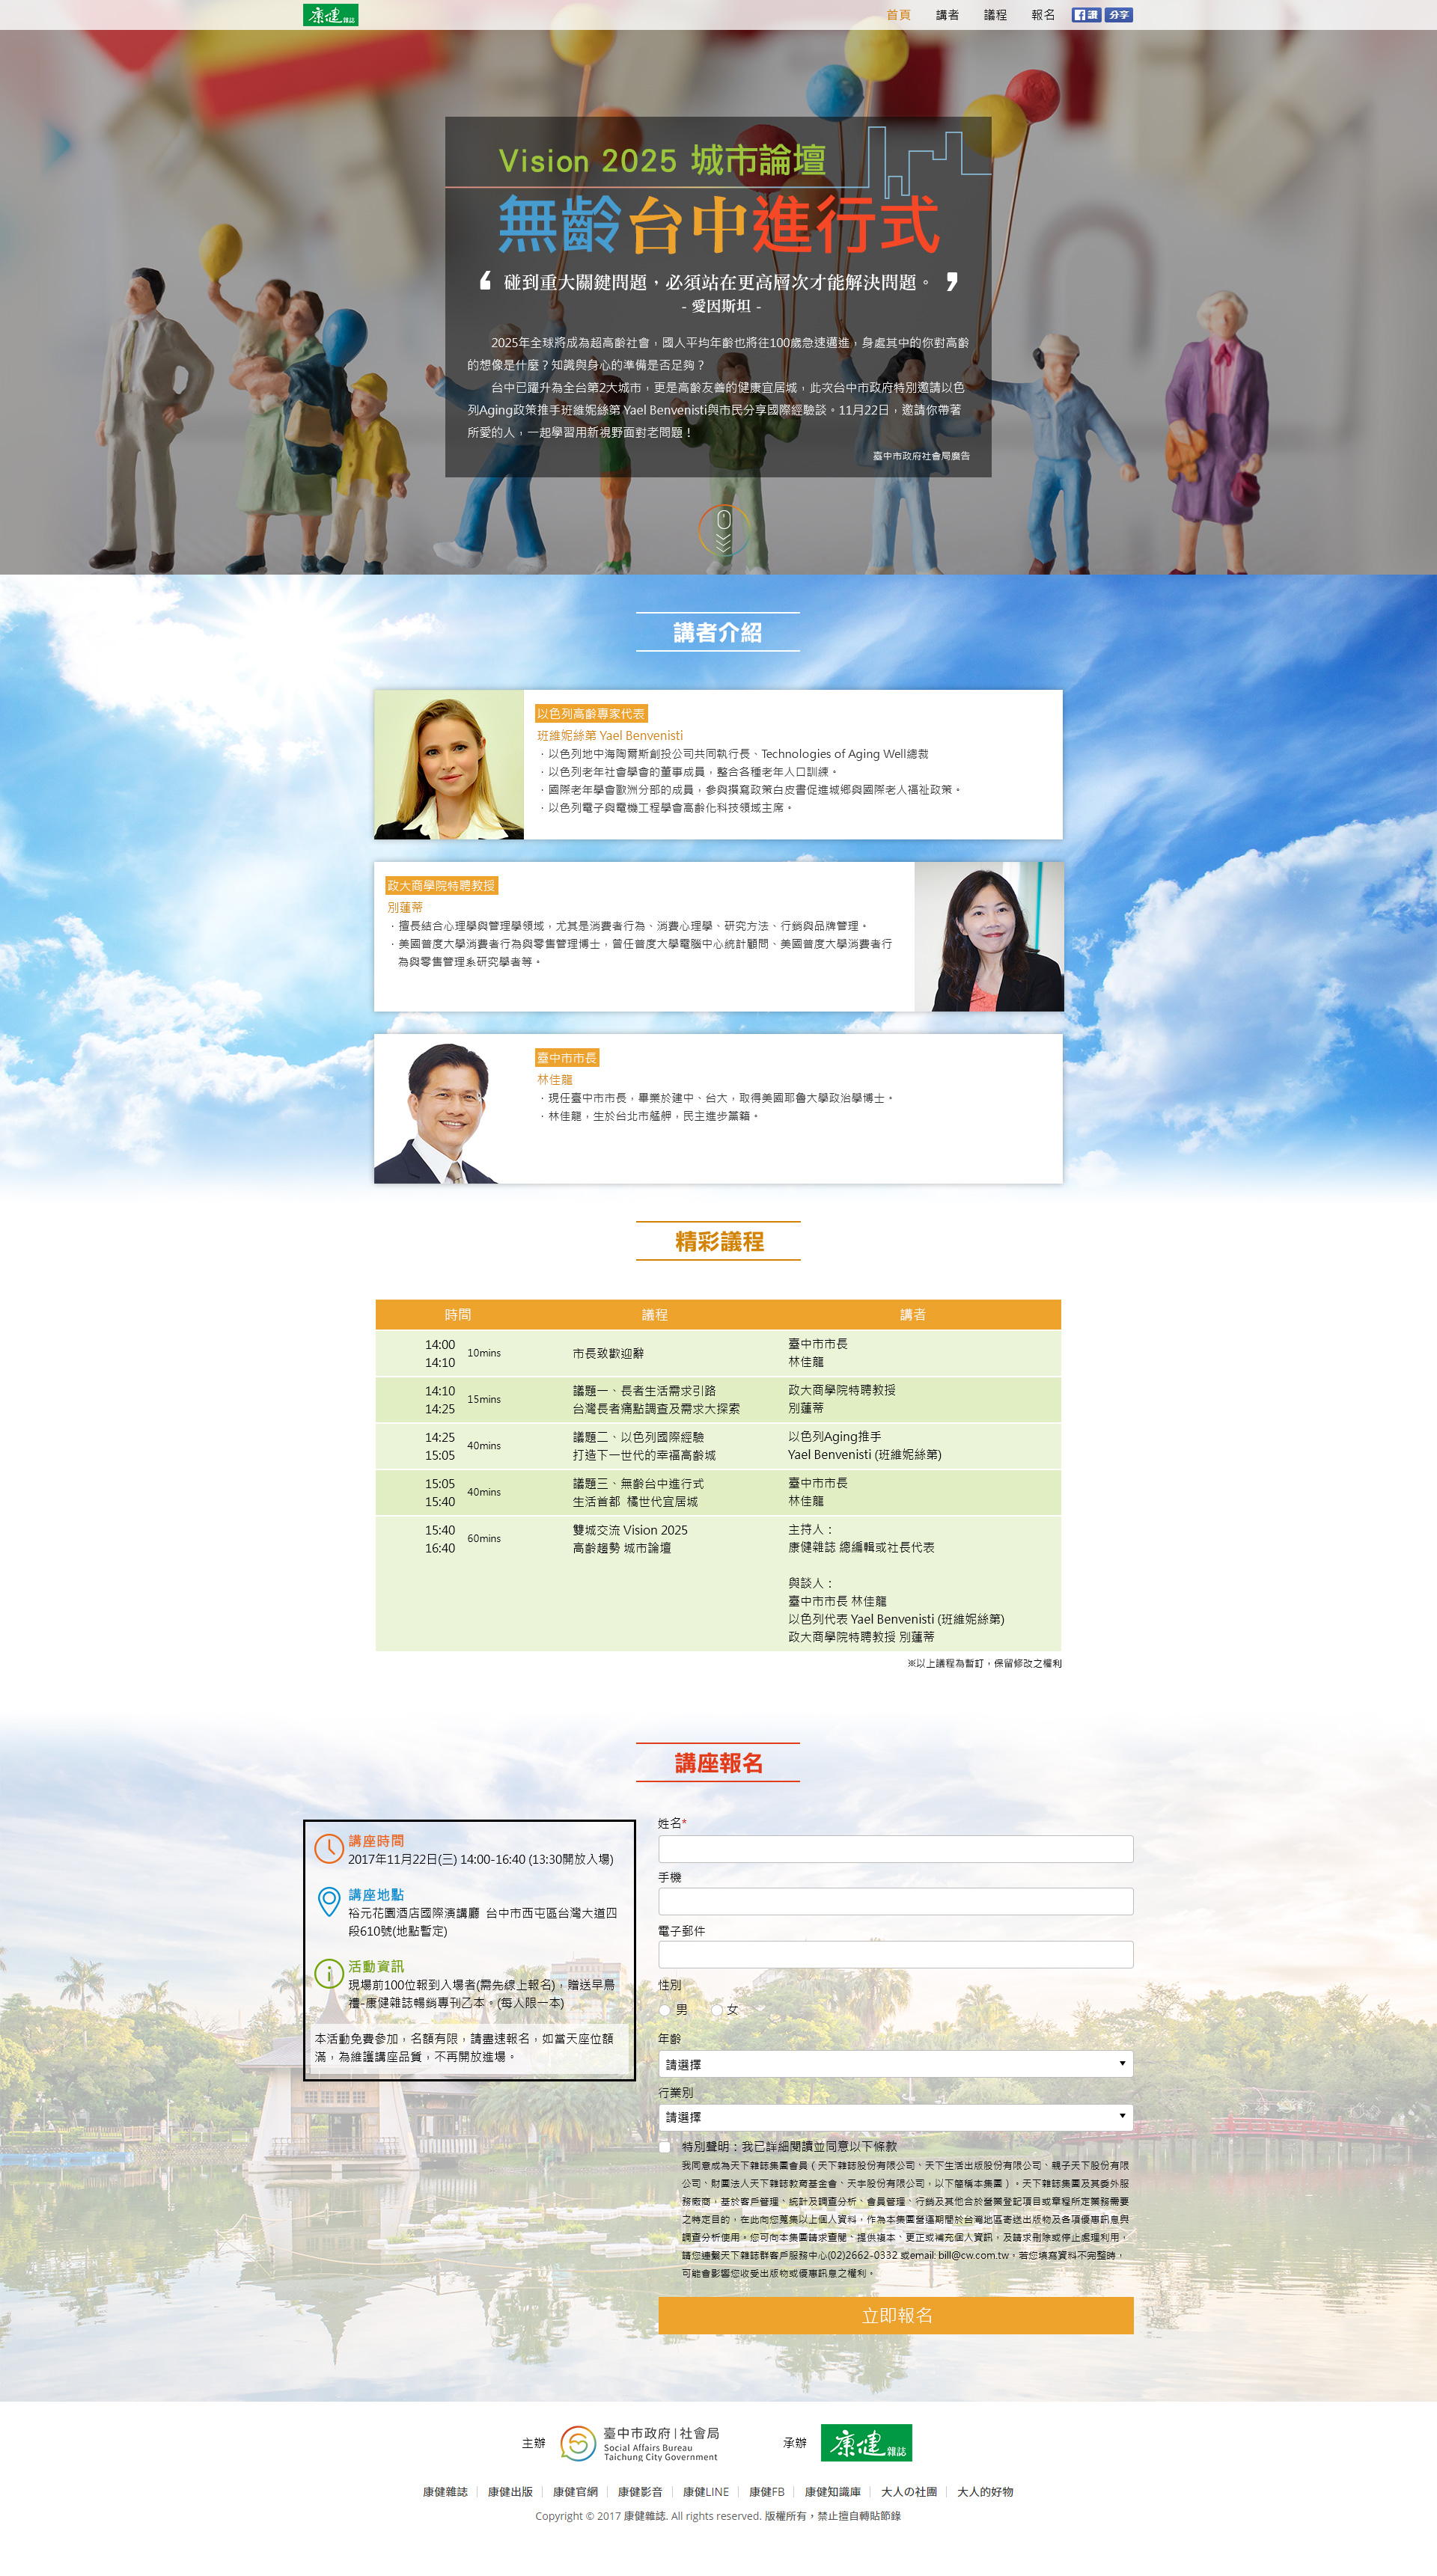 康健雜誌
首頁 講者 議程 報名 讚 分享
Vision 2025 城市論壇
無齡台中進行式
碰到重大關鍵問題，必須站在更高層次才能解決問題。
- 愛因斯坦 -
2025年全球將成為超高齡社會，國人平均年齡也將往100歲急速邁進，身處其中的你對高齡
的想像是什麼？知識與身心的準備是否足夠？
台中已躍升為全台第2大城市，更是高齡友善的健康宜居城，此次台中市政府特別邀請以色
列Aging政策推手班維妮絲第 Yael Benvenisti與市民分享國際經驗談。11月22日，邀請你帶著
所愛的人，一起學習用新視野面對老問題！
臺中市政府社會局廣告
講者介紹
以色列高齡專家代表
班維妮絲第 Yael Benvenisti
．以色列地中海陶爾斯創投公司共同執行長、Technologies of Aging Well總裁
．以色列老年社會學會的董事成員，整合各種老年人口訓練。
．國際老年學會歐洲分部的成員，參與撰寫政策白皮書促進城鄉與國際老人福祉政策。
．以色列電子與電機工程學會高齡化科技領域主席。
政大商學院特聘教授
別蓮蒂
．擅長結合心理學與管理學領域，尤其是消費者行為、消費心理學、研究方法、行銷與品牌管理。
．美國普度大學消費者行為與零售管理博士，曾任普度大學電腦中心統計顧問、美國普度大學消費者行
為與零售管理系研究學者等。
臺中市市長
林佳龍
．現任臺中市市長，畢業於建中、台大，取得美國耶魯大學政治學博士。
．林佳龍，生於台北市艋舺，民主進步黨籍。
精彩議程
時間 議程 講者
14:00
14:10
10mins
市長致歡迎辭
臺中市市長
林佳龍
14:10
14:25
15mins
議題一、長者生活需求引路
台灣長者痛點調查及需求大探索
政大商學院特聘教授
別蓮蒂
14:25
15:05
40mins
議題二、以色列國際經驗
打造下一世代的幸福高齡城
以色列Aging推手
Yael Benvenisti (班維妮絲第)
15:05
15:40
40mins
議題三、無齡台中進行式
生活首都 橘世代宜居城
臺中市市長
林佳龍
15:40
16:40
60mins
雙城交流 Vision 2025
高齡趨勢 城市論壇
主持人：
康健雜誌 總編輯或社長代表
與談人：
臺中市市長 林佳龍
以色列代表 Yael Benvenisti (班維妮絲第)
政大商學院特聘教授 別蓮蒂
※以上議程為暫訂，保留修改之權利
講座報名
講座時間
2017年11月22日(三) 14:00-16:40 (13:30開放入場)
講座地點
裕元花園酒店國際演講廳 台中市西屯區台灣大道四
段610號(地點暫定)
活動資訊
現場前100位報到入場者(需先線上報名)，贈送早鳥
禮-康健雜誌暢銷專刊乙本。(每人限一本)
本活動免費參加，名額有限，請盡速報名，如當天座位額
滿，為維護講座品質，不再開放進場。
姓名*
手機
電子郵件
性別
男 女
年齡
請選擇
行業別
請選擇
特別聲明：我已詳細閱讀並同意以下條款
我同意成為天下雜誌集團會員（天下雜誌股份有限公司、天下生活出版股份有限公司、親子天下股份有限
公司、財團法人天下雜誌教育基金會、天宇股份有限公司，以下簡稱本集團）。天下雜誌集團及其委外服
務廠商，基於客戶管理、統計及調查分析、會員管理、行銷及其他合於營業登記項目或章程所定業務需要
之特定目的，在此向您蒐集以上個人資料，作為本集團營運期間於台灣地區寄送出版物及各項優惠訊息與
調查分析使用。您可向本集團請求查閱、提供複本、更正或補充個人資訊，及請求刪除或停止處理利用，
請您連繫天下雜誌群客戶服務中心(02)2662-0332 或email: bill@cw.com.tw。若您填寫資料不完整時，
可能會影響您收受出版物或優惠訊息之權利。
立即報名
主辦 臺中市政府|社會局
Social Affairs Bureau
Taichung City Government
承辦 康健雜誌
康健雜誌 康健出版 康健官網 康健影音 康健LINE 康健FB 康健知識庫 大人の社團 大人的好物
Copyright © 2017 康健雜誌. All rights reserved. 版權所有，禁止擅自轉貼節錄